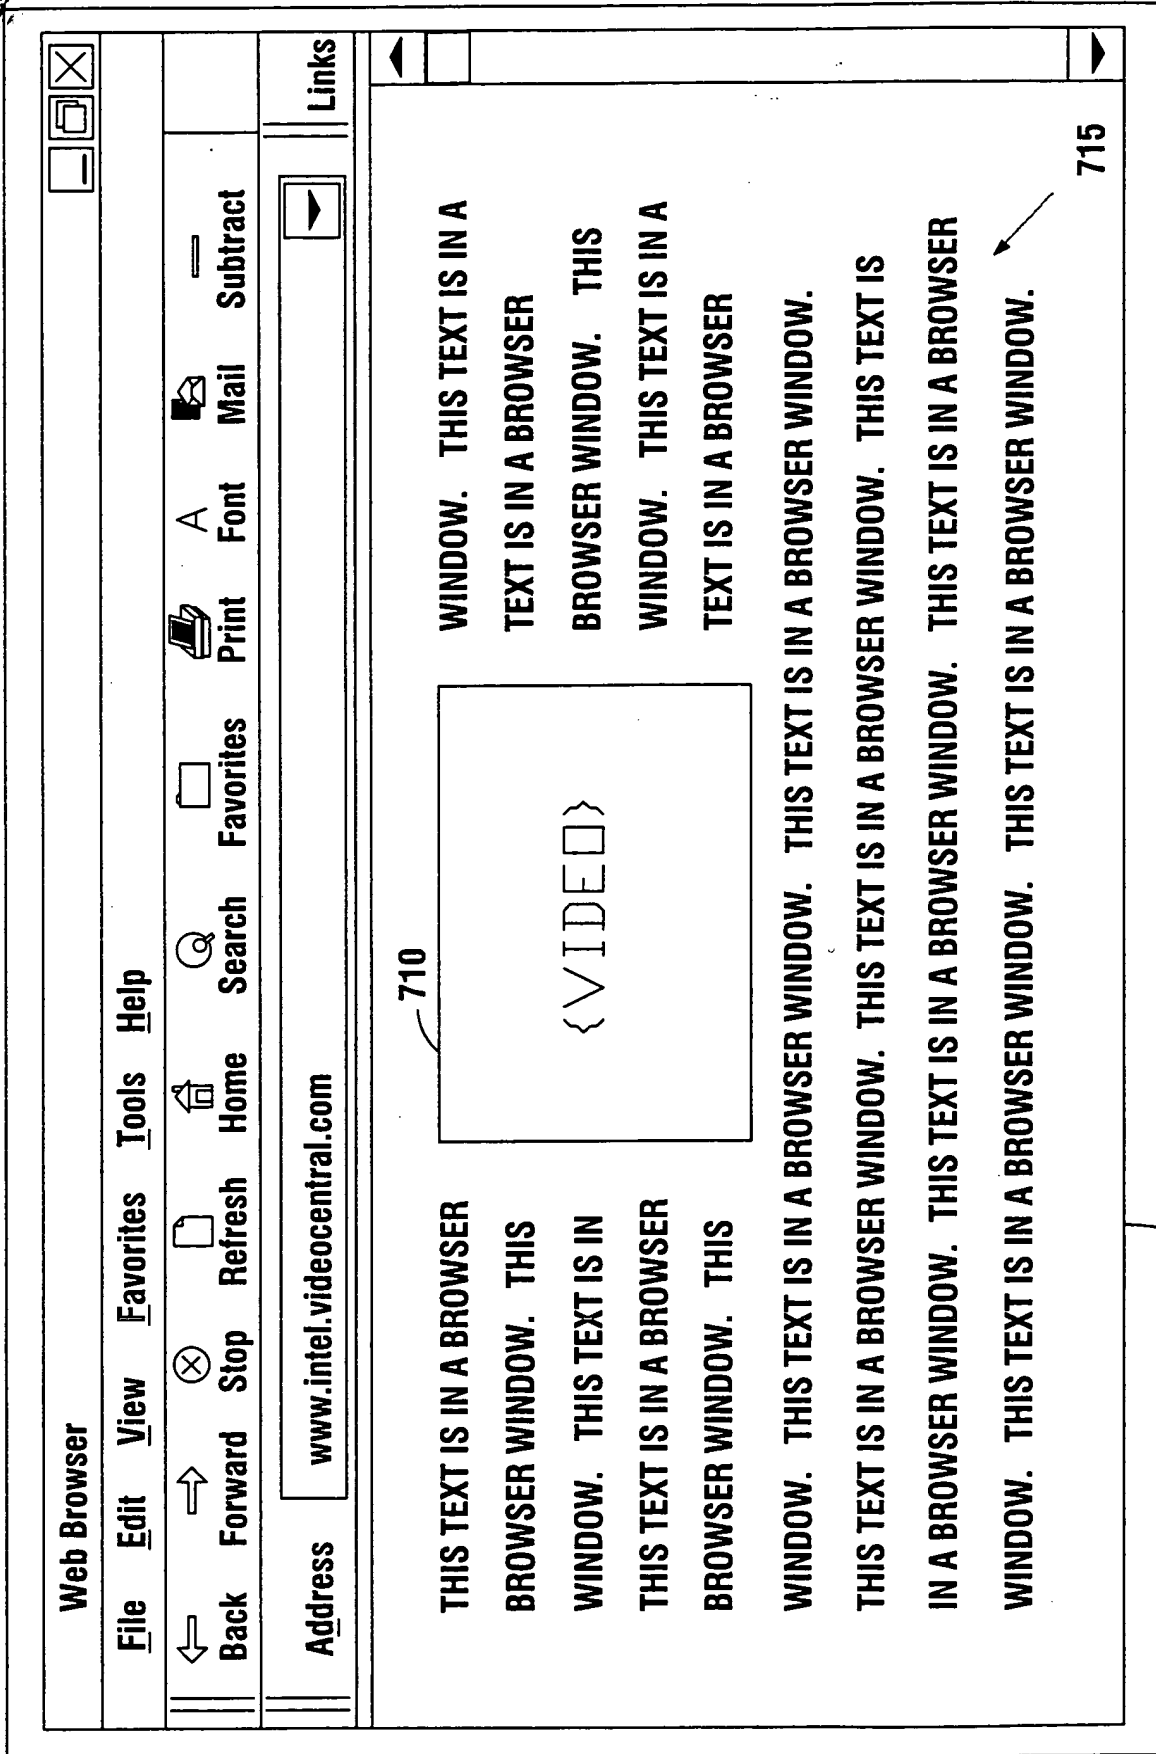 Web Browser
File Edit View Favorites Tools Help
Back Forward Stop Refresh Home Search Favorites Print Font Mail Subtract
Address www.intel.videocentral.com Links
710
THIS TEXT IS IN A BROWSER WINDOW. THIS TEXT IS IN A
BROWSER WINDOW. THIS TEXT IS IN A BROWSER
WINDOW. THIS TEXT IS IN BROWSER WINDOW. THIS
THIS TEXT IS IN A BROWSER WINDOW. THIS TEXT IS IN A
BROWSER WINDOW. THIS TEXT IS IN A BROWSER
<VIDEO>
WINDOW. THIS TEXT IS IN A BROWSER WINDOW. THIS TEXT IS IN A BROWSER WINDOW.
THIS TEXT IS IN A BROWSER WINDOW. THIS TEXT IS IN A BROWSER WINDOW. THIS TEXT IS
IN A BROWSER WINDOW. THIS TEXT IS IN A BROWSER WINDOW. THIS TEXT IS IN A BROWSER
WINDOW. THIS TEXT IS IN A BROWSER WINDOW. THIS TEXT IS IN A BROWSER WINDOW.
715